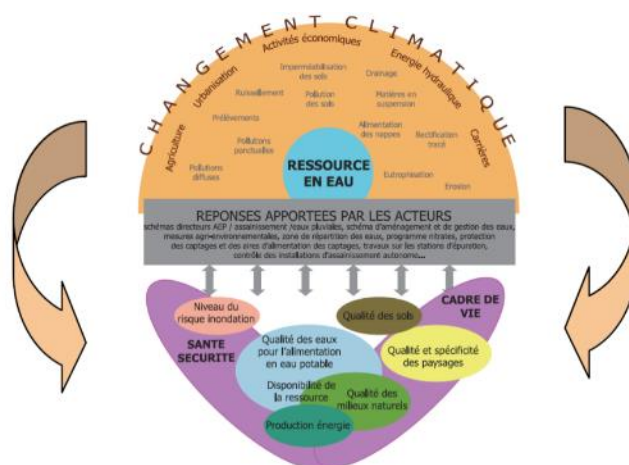 CHANGEMENT CLIMATIQUE
Agriculture
Urbanisation
Activités économiques
Energie hydraulique
Carrières
Imperméabilisation
des sols
Drainage
Ruissellement
Pollution
des sols
Matières en
suspension
Prélèvements
Alimentation
des nappes
Rectification
tracé
Pollutions
ponctuelles
Pollutions
diffuses
Eutrophisation
Erosion
RESSOURCE
EN EAU
REPONSES APPORTEES PAR LES ACTEURS
schémas directeurs AEP / assainissement /eaux pluviales, schéma d'aménagement et de gestion des eaux,
mesures agri-environnementales, zone de répartition des eaux, programme nitrates, protection
des captages et des aires d'alimentation des captages, travaux sur les stations d'épuration,
contrôle des installations d'assainissement autonome...
Niveau du
risque inondation
Qualité des sols
CADRE DE
VIE
SANTE
SECURITE
Qualité des eaux
pour l'alimentation
en eau potable
Qualité et spécificité
des paysages
Disponibilité de
la ressource
Qualité des
milieux naturels
Production énergie